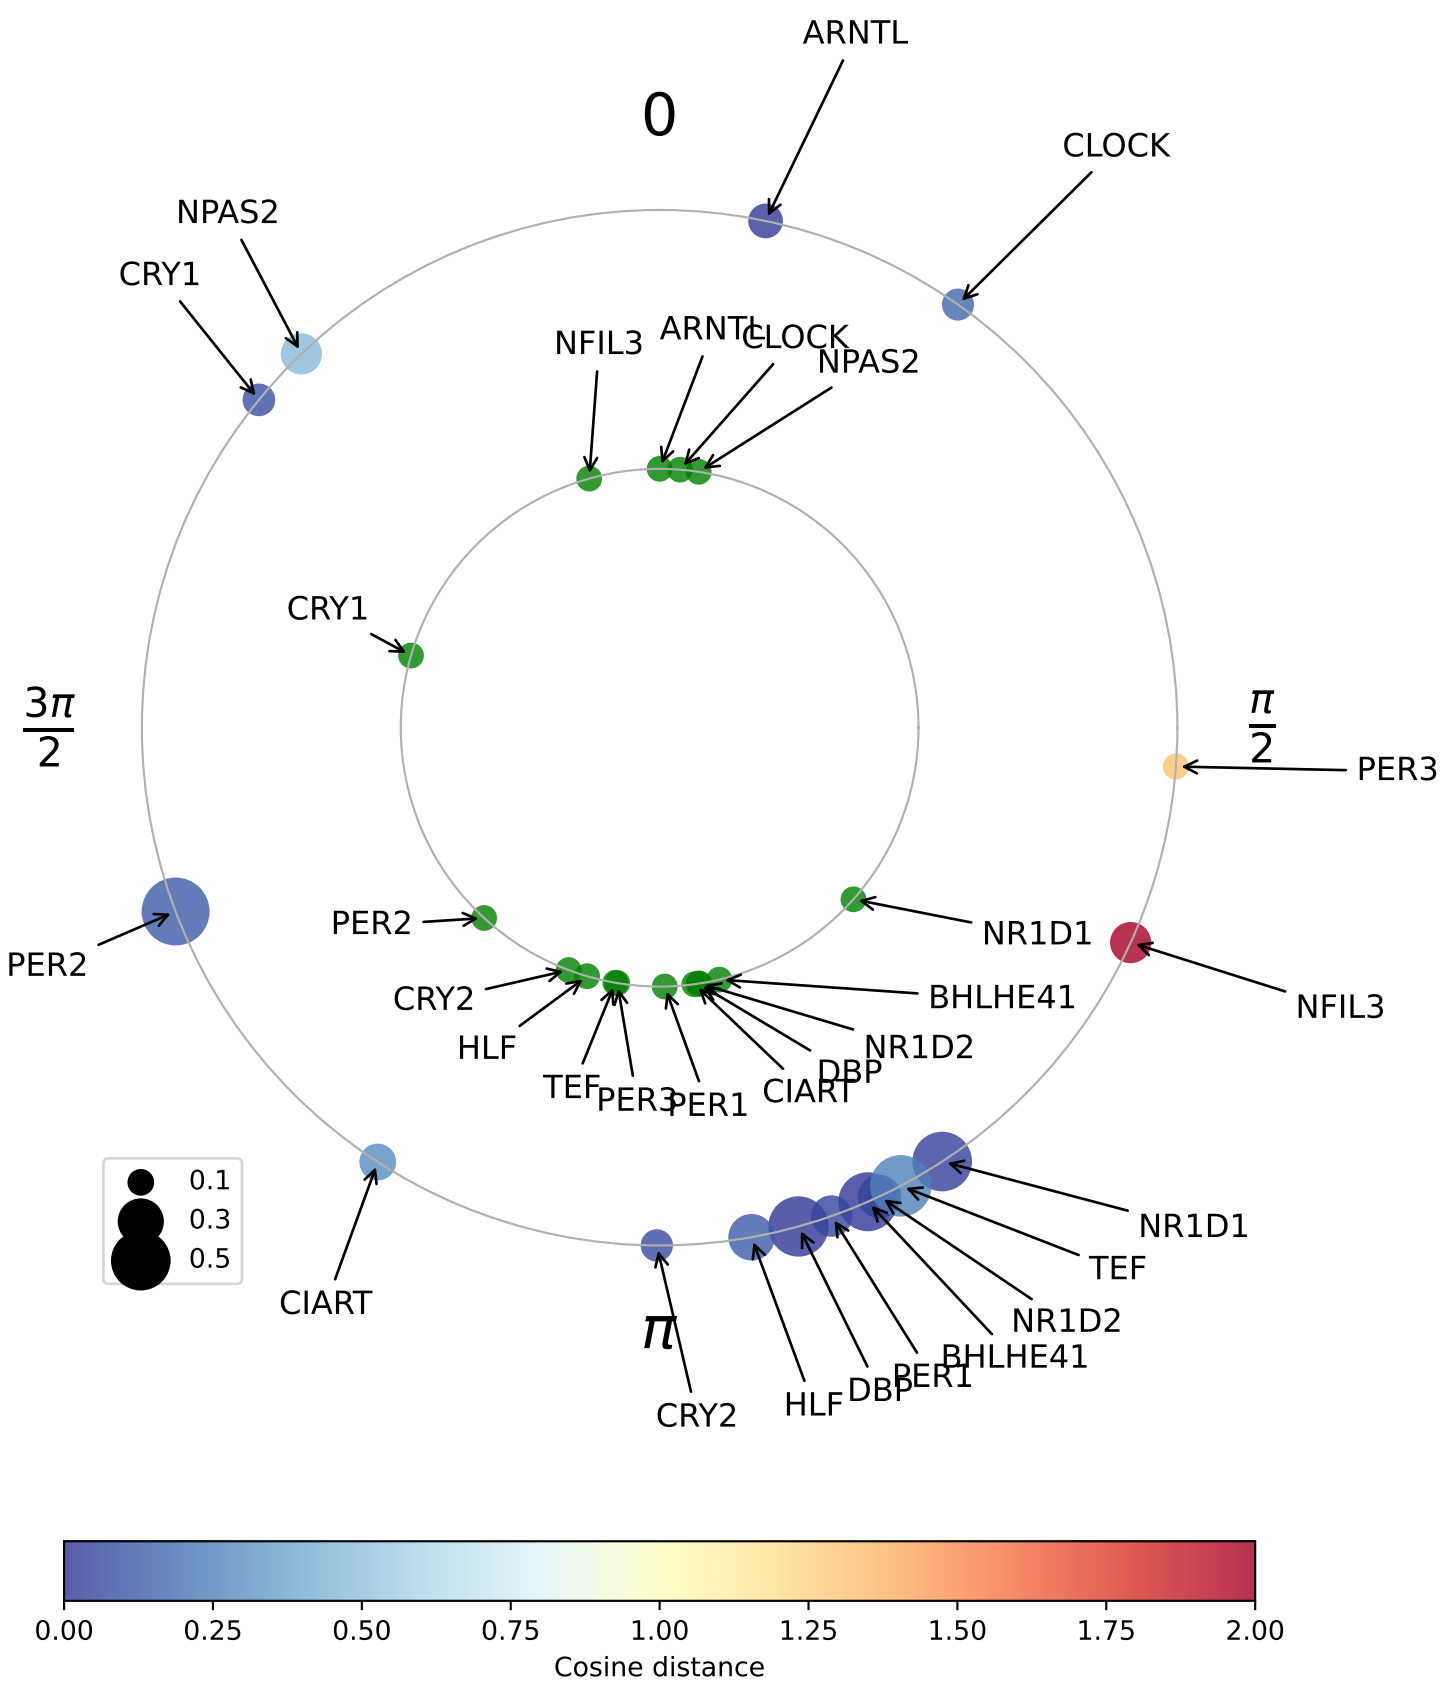 ARNTL
0
CLOCK
NPAS2
CRY1
NFIL3
ARNTL
CLOCK
NPAS2
CRY1
3π
2
π
2
PER3
PER2
NR1D1
PER2
CRY2
BHLHE41
NFIL3
HLF
NR1D2
TEF
PER3
PER1
CIART
DBP
0.1
0.3
0.5
NR1D1
TEF
CIART
NR1D2
π
BHLHE41
PER1
DBP
HLF
CRY2
0.00 0.25 0.50 0.75 1.00 1.25 1.50 1.75 2.00
Cosine distance